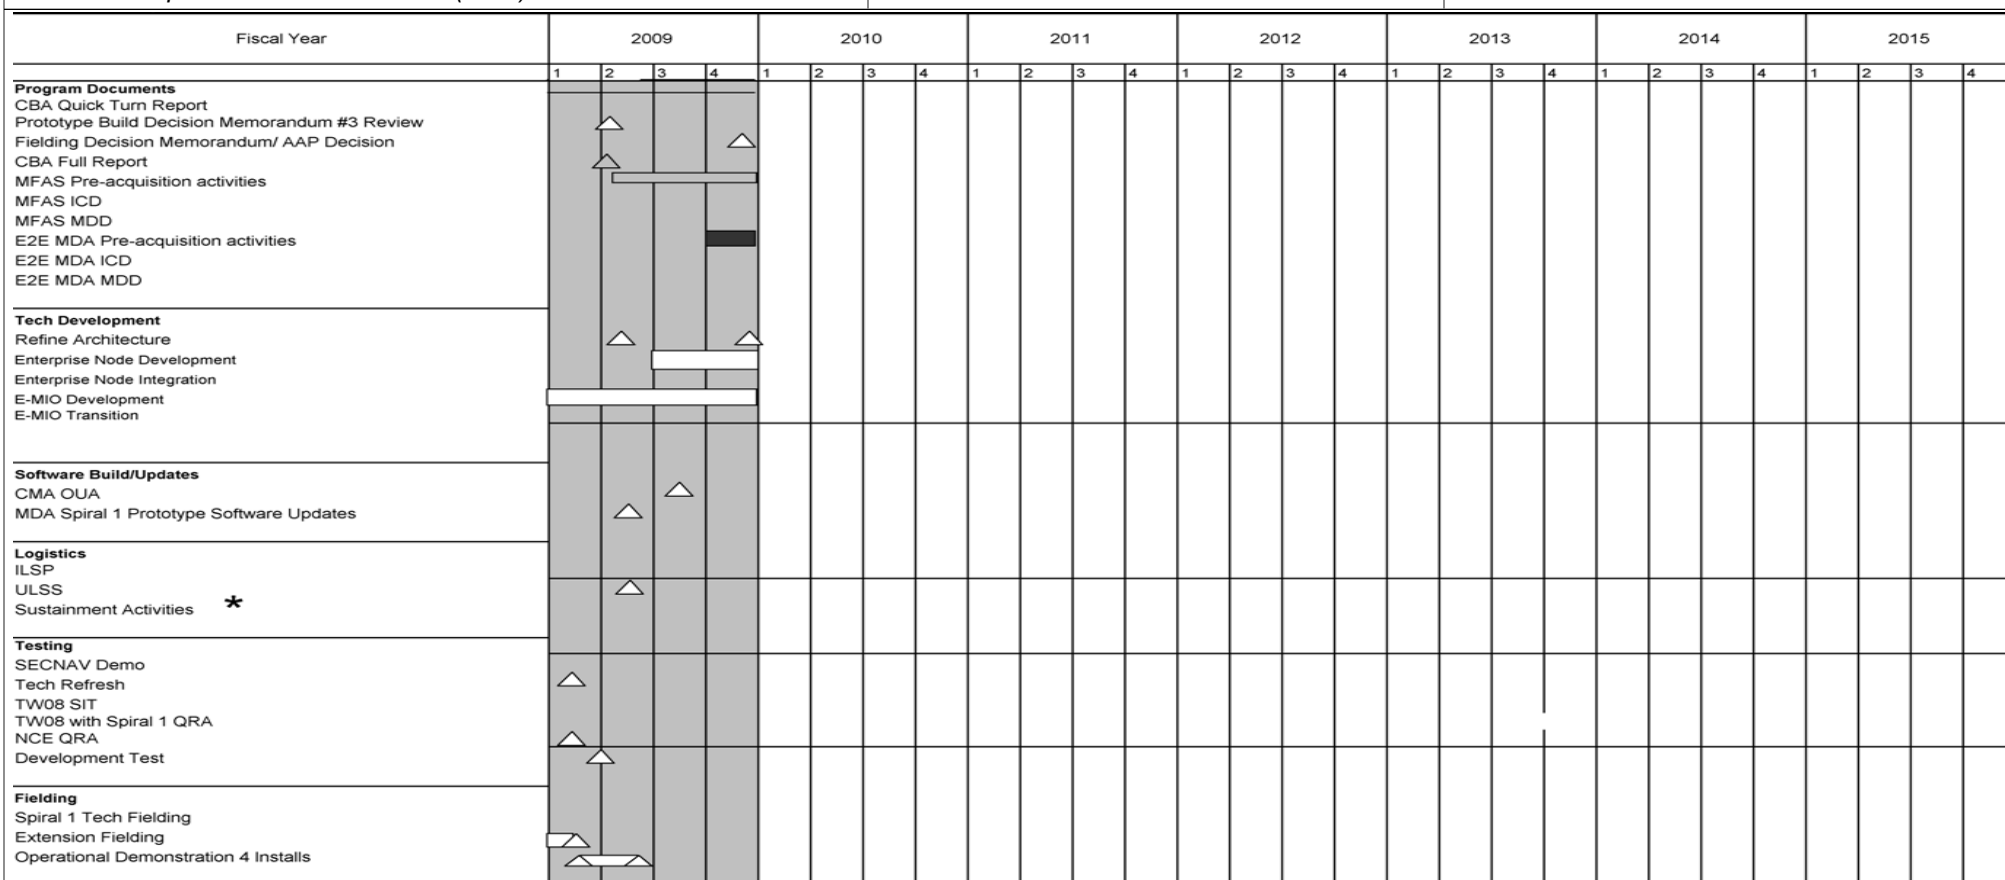 Fiscal Year 2009 2010 2011 2012 2013 2014 2015
1 2 3 4 1 2 3 4 1 2 3 4 1 2 3 4 1 2 3 4 1 2 3 4 1 2 3 4
Program Documents
CBA Quick Turn Report
Prototype Build Decision Memorandum #3 Review
Fielding Decision Memorandum/ AAP Decision
CBA Full Report
MFAS Pre-acquisition activities
MFAS ICD
MFAS MDD
E2E MDA Pre-acquisition activities
E2E MDA ICD
E2E MDA MDD
Tech Development
Refine Architecture
Enterprise Node Development
Enterprise Node Integration
E-MIO Development
E-MIO Transition
Software Build/Updates
CMA OUA
MDA Spiral 1 Prototype Software Updates
Logistics
ILSP
ULSS
Sustainment Activities *
Testing
SECNAV Demo
Tech Refresh
TW08 SIT
TW08 with Spiral 1 QRA
NCE QRA
Development Test
Fielding
Spiral 1 Tech Fielding
Extension Fielding
Operational Demonstration 4 Installs